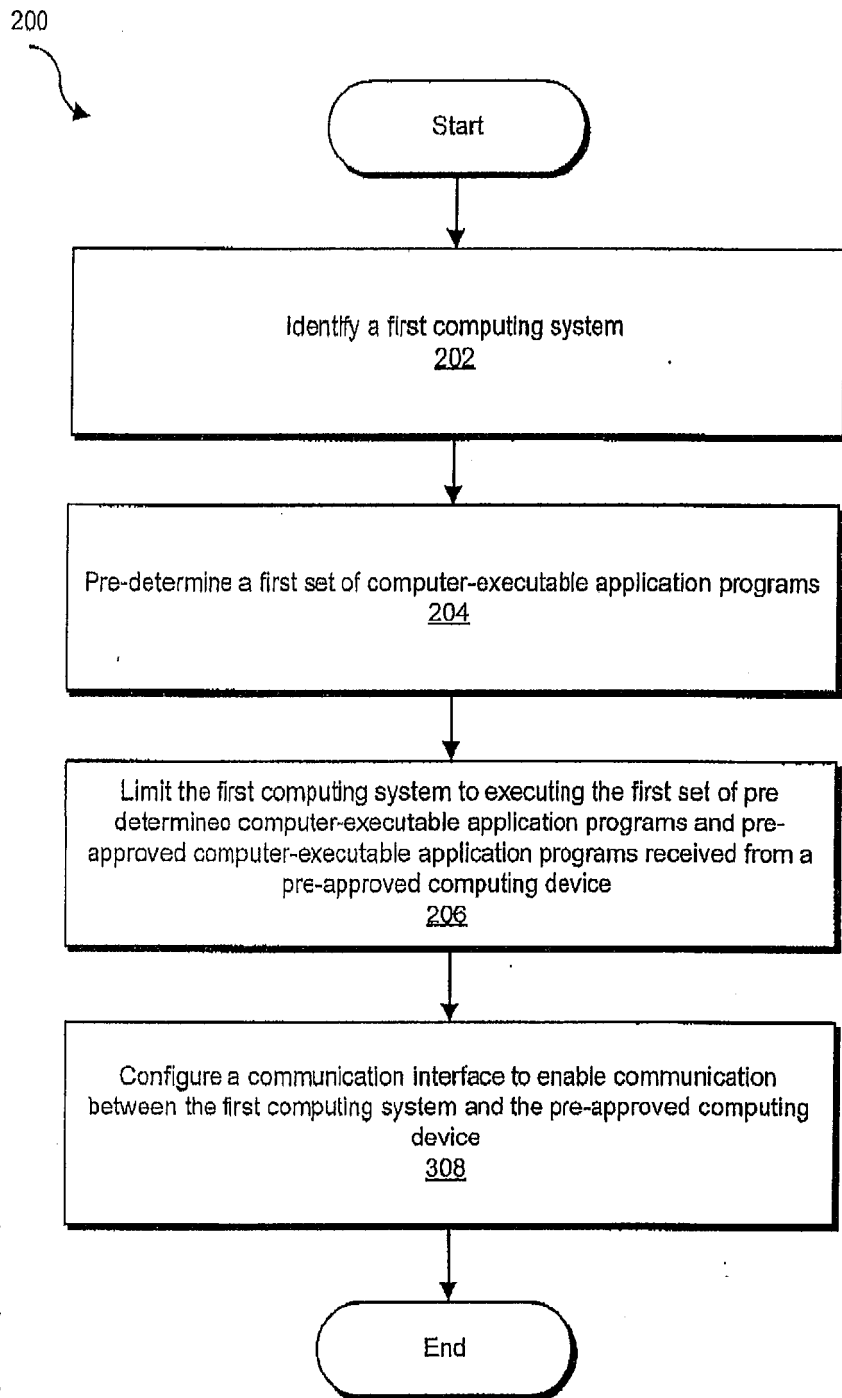 200
Start
Identify a first computing system
202
Pre-determine a first set of computer-executable application programs
204
Limit the first computing system to executing the first set of pre
determineo computer-executable application programs and pre-
approved computer-executable application programs received from a
pre-approved computing device
206
Configure a communication interface to enable communication
between the first computing system and the pre-approved computing
device
308
End